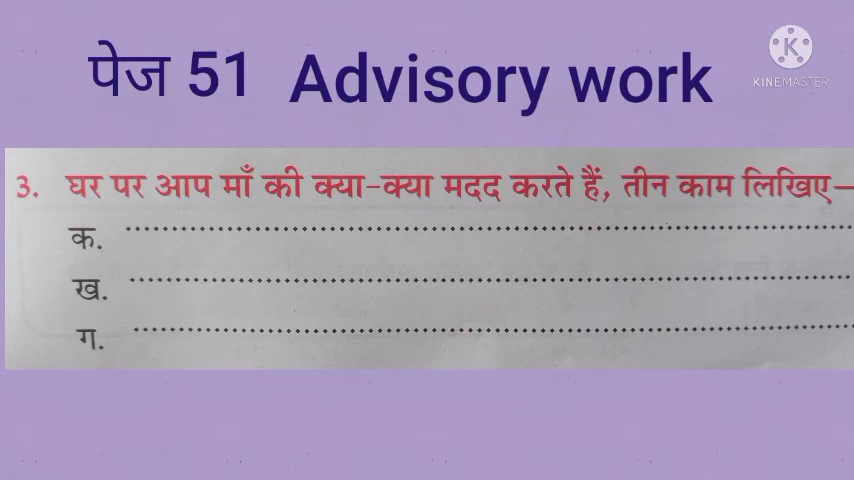 पेज 51 Advisory work
K
KINEMASTER
3. घर पर आप माँ की क्या-क्या मदद करते हैं, तीन काम लिखिए—
क. ........................................................
ख. ........................................................
ग. ........................................................